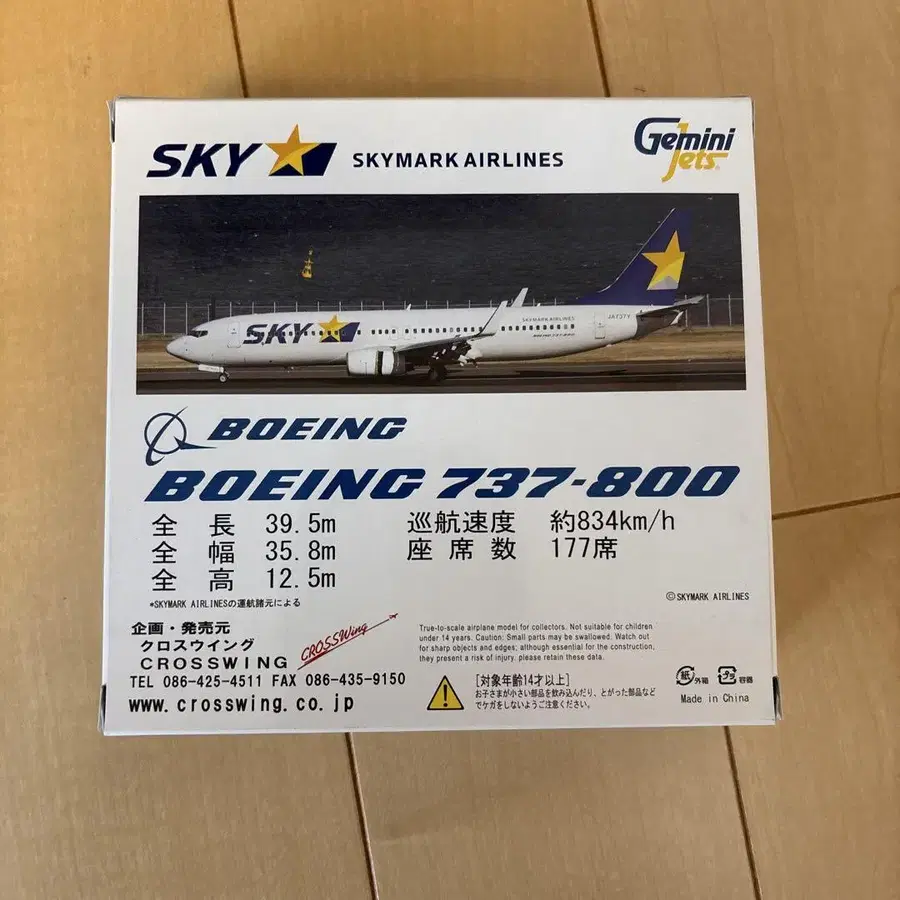 SKY SKYMARK AIRLINES
Gemini Jets®
SKYMARK AIRLINES JA737Y
SKY
BOEING 737-800
BOEING
BOEING 737-800
全長 39.5m 巡航速度 約834km/h
全幅 35.8m 座席数 177席
全高 12.5m
*SKYMARK AIRLINESの運航諸元による
©SKYMARK AIRLINES
企画・発売元
クロスウイング
CROSSWING
CROSSWing
TEL 086-425-4511 FAX 086-435-9150
www.crosswing.co.jp
True-to-scale airplane model for collectors. Not suitable for children
under 14 years. Caution: Small parts may be swallowed. Watch out
for sharp objects and edges; although essential for the construction,
they present a risk of injury. please retain these data.
[対象年齢14才以上]
お子さまが小さい部品を飲み込んだり、とがった部品など
でケガをしないようご注意ください。
紙 外箱 プラ 容器
Made in China